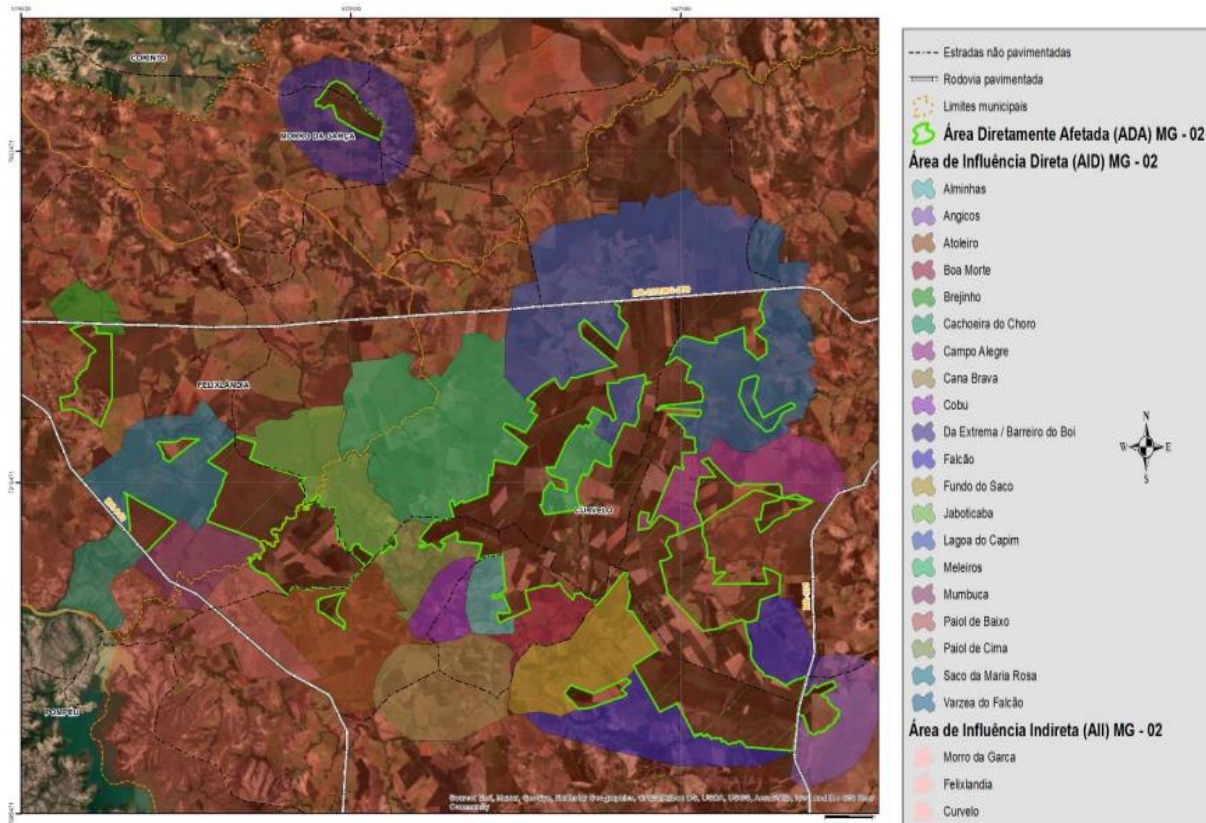 CORINTO
MORRO DA GARÇA
FELIXLÂNDIA
CURVELO
POMPÉU
Community
Estradas não pavimentadas
Rodovia pavimentada
Limites municipais
Área Diretamente Afetada (ADA) MG - 02
Área de Influência Direta (AID) MG - 02
Alminhas
Angicos
Atoleiro
Boa Morte
Brejinho
Cachoeira do Choro
Campo Alegre
Cana Brava
Cobu
Da Extrema / Barreiro do Boi
Falcão
Fundo do Saco
Jaboticaba
Lagoa do Capim
Meleiros
Mumbuca
Paiol de Baixo
Paiol de Cima
Saco da Maria Rosa
Varzea do Falcão
N
W
E
S
Área de Influência Indireta (AII) MG - 02
Morro da Garca
Felixlandia
Curvelo